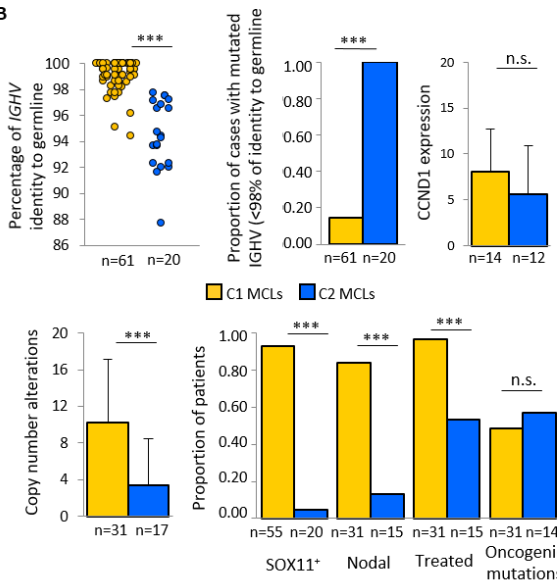 B
***
100
98
96
94
92
90
88
86
Percentage of IGHV
identity to germline
n=61 n=20
***
1.00
0.80
0.60
0.40
0.20
0.00
Proportion of cases with mutated
IGHV (<98% of identity to germline
n=61 n=20
n.s.
20
15
10
5
0
CCND1 expression
n=14 n=12
C1 MCLs C2 MCLs
***
20
16
12
8
4
0
Copy number alterations
n=31 n=17
*** *** *** n.s.
1.00
0.80
0.60
0.40
0.20
0.00
Proportion of patients
n=55 n=20 n=31 n=15 n=31 n=15 n=31 n=14
SOX11+ Nodal Treated Oncogeni
mutation